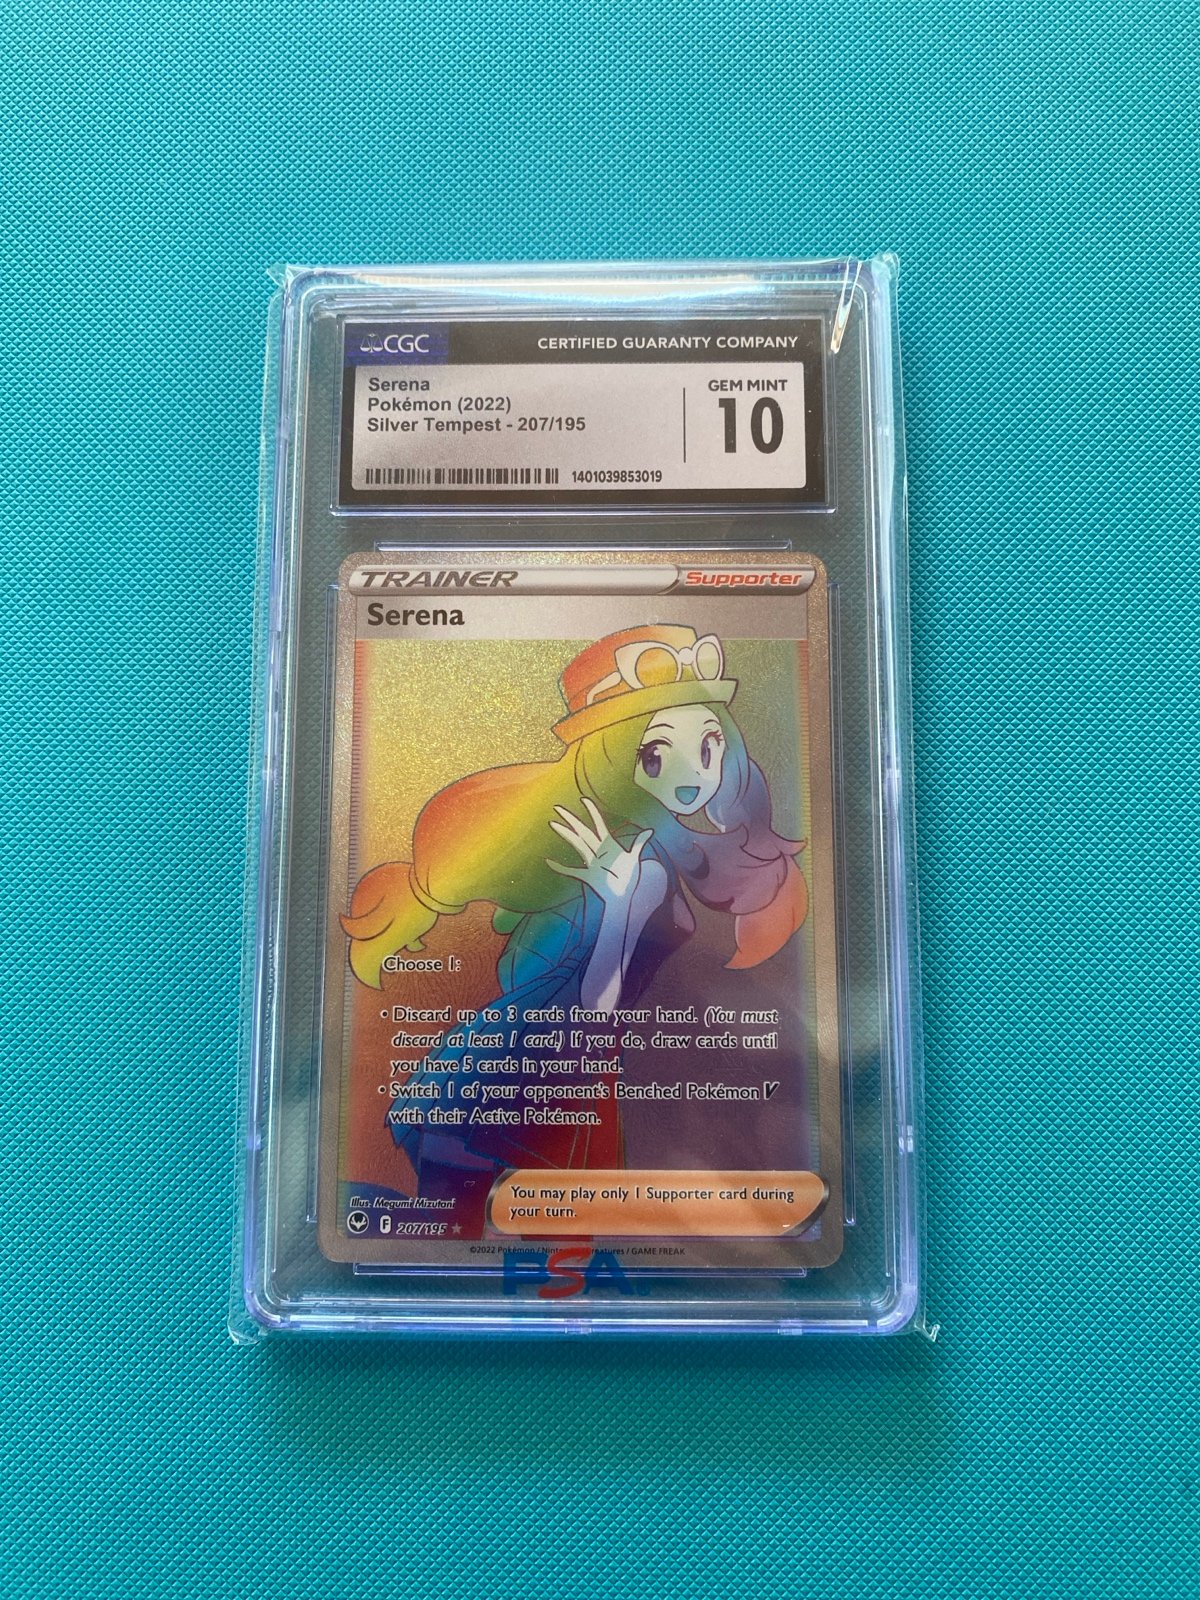 CGC
CERTIFIED GUARANTY COMPANY
Serena
Pokémon (2022)
Silver Tempest - 207/195
GEM MINT
10
1401039853019
TRAINER
Supporter
Serena
Choose 1:
• Discard up to 3 cards from your hand. (You must
discard at least 1 card.) If you do, draw cards until
you have 5 cards in your hand.
• Switch 1 of your opponent's Benched Pokémon V
with their Active Pokémon.
You may play only 1 Supporter card during
your turn.
Illus. Megumi Mizutani
F 207/195 ★
©2022 Pokémon / Nintendo / Creatures / GAME FREAK
PSA